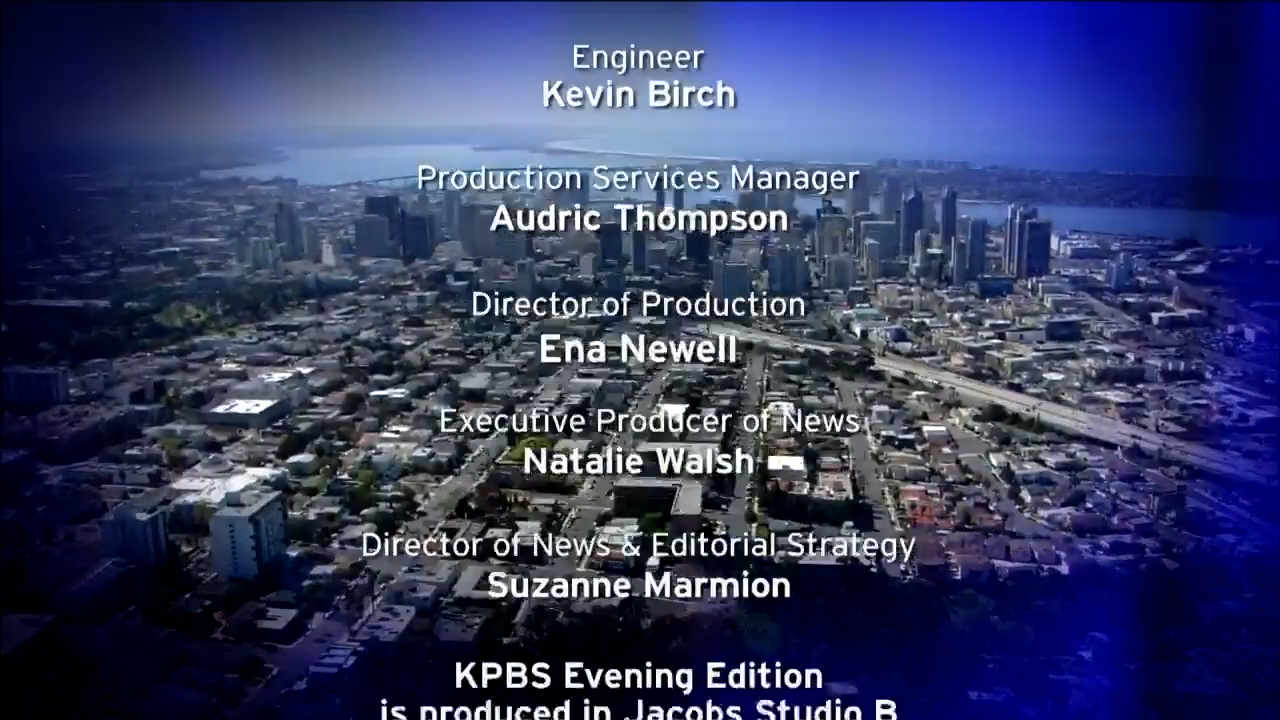 Engineer
Kevin Birch
Production Services Manager
Audric Thompson
Director of Production
Ena Newell
Executive Producer of News
Natalie Walsh
Director of News & Editorial Strategy
Suzanne Marmion
KPBS Evening Edition
is produced in Jacobs Studio B